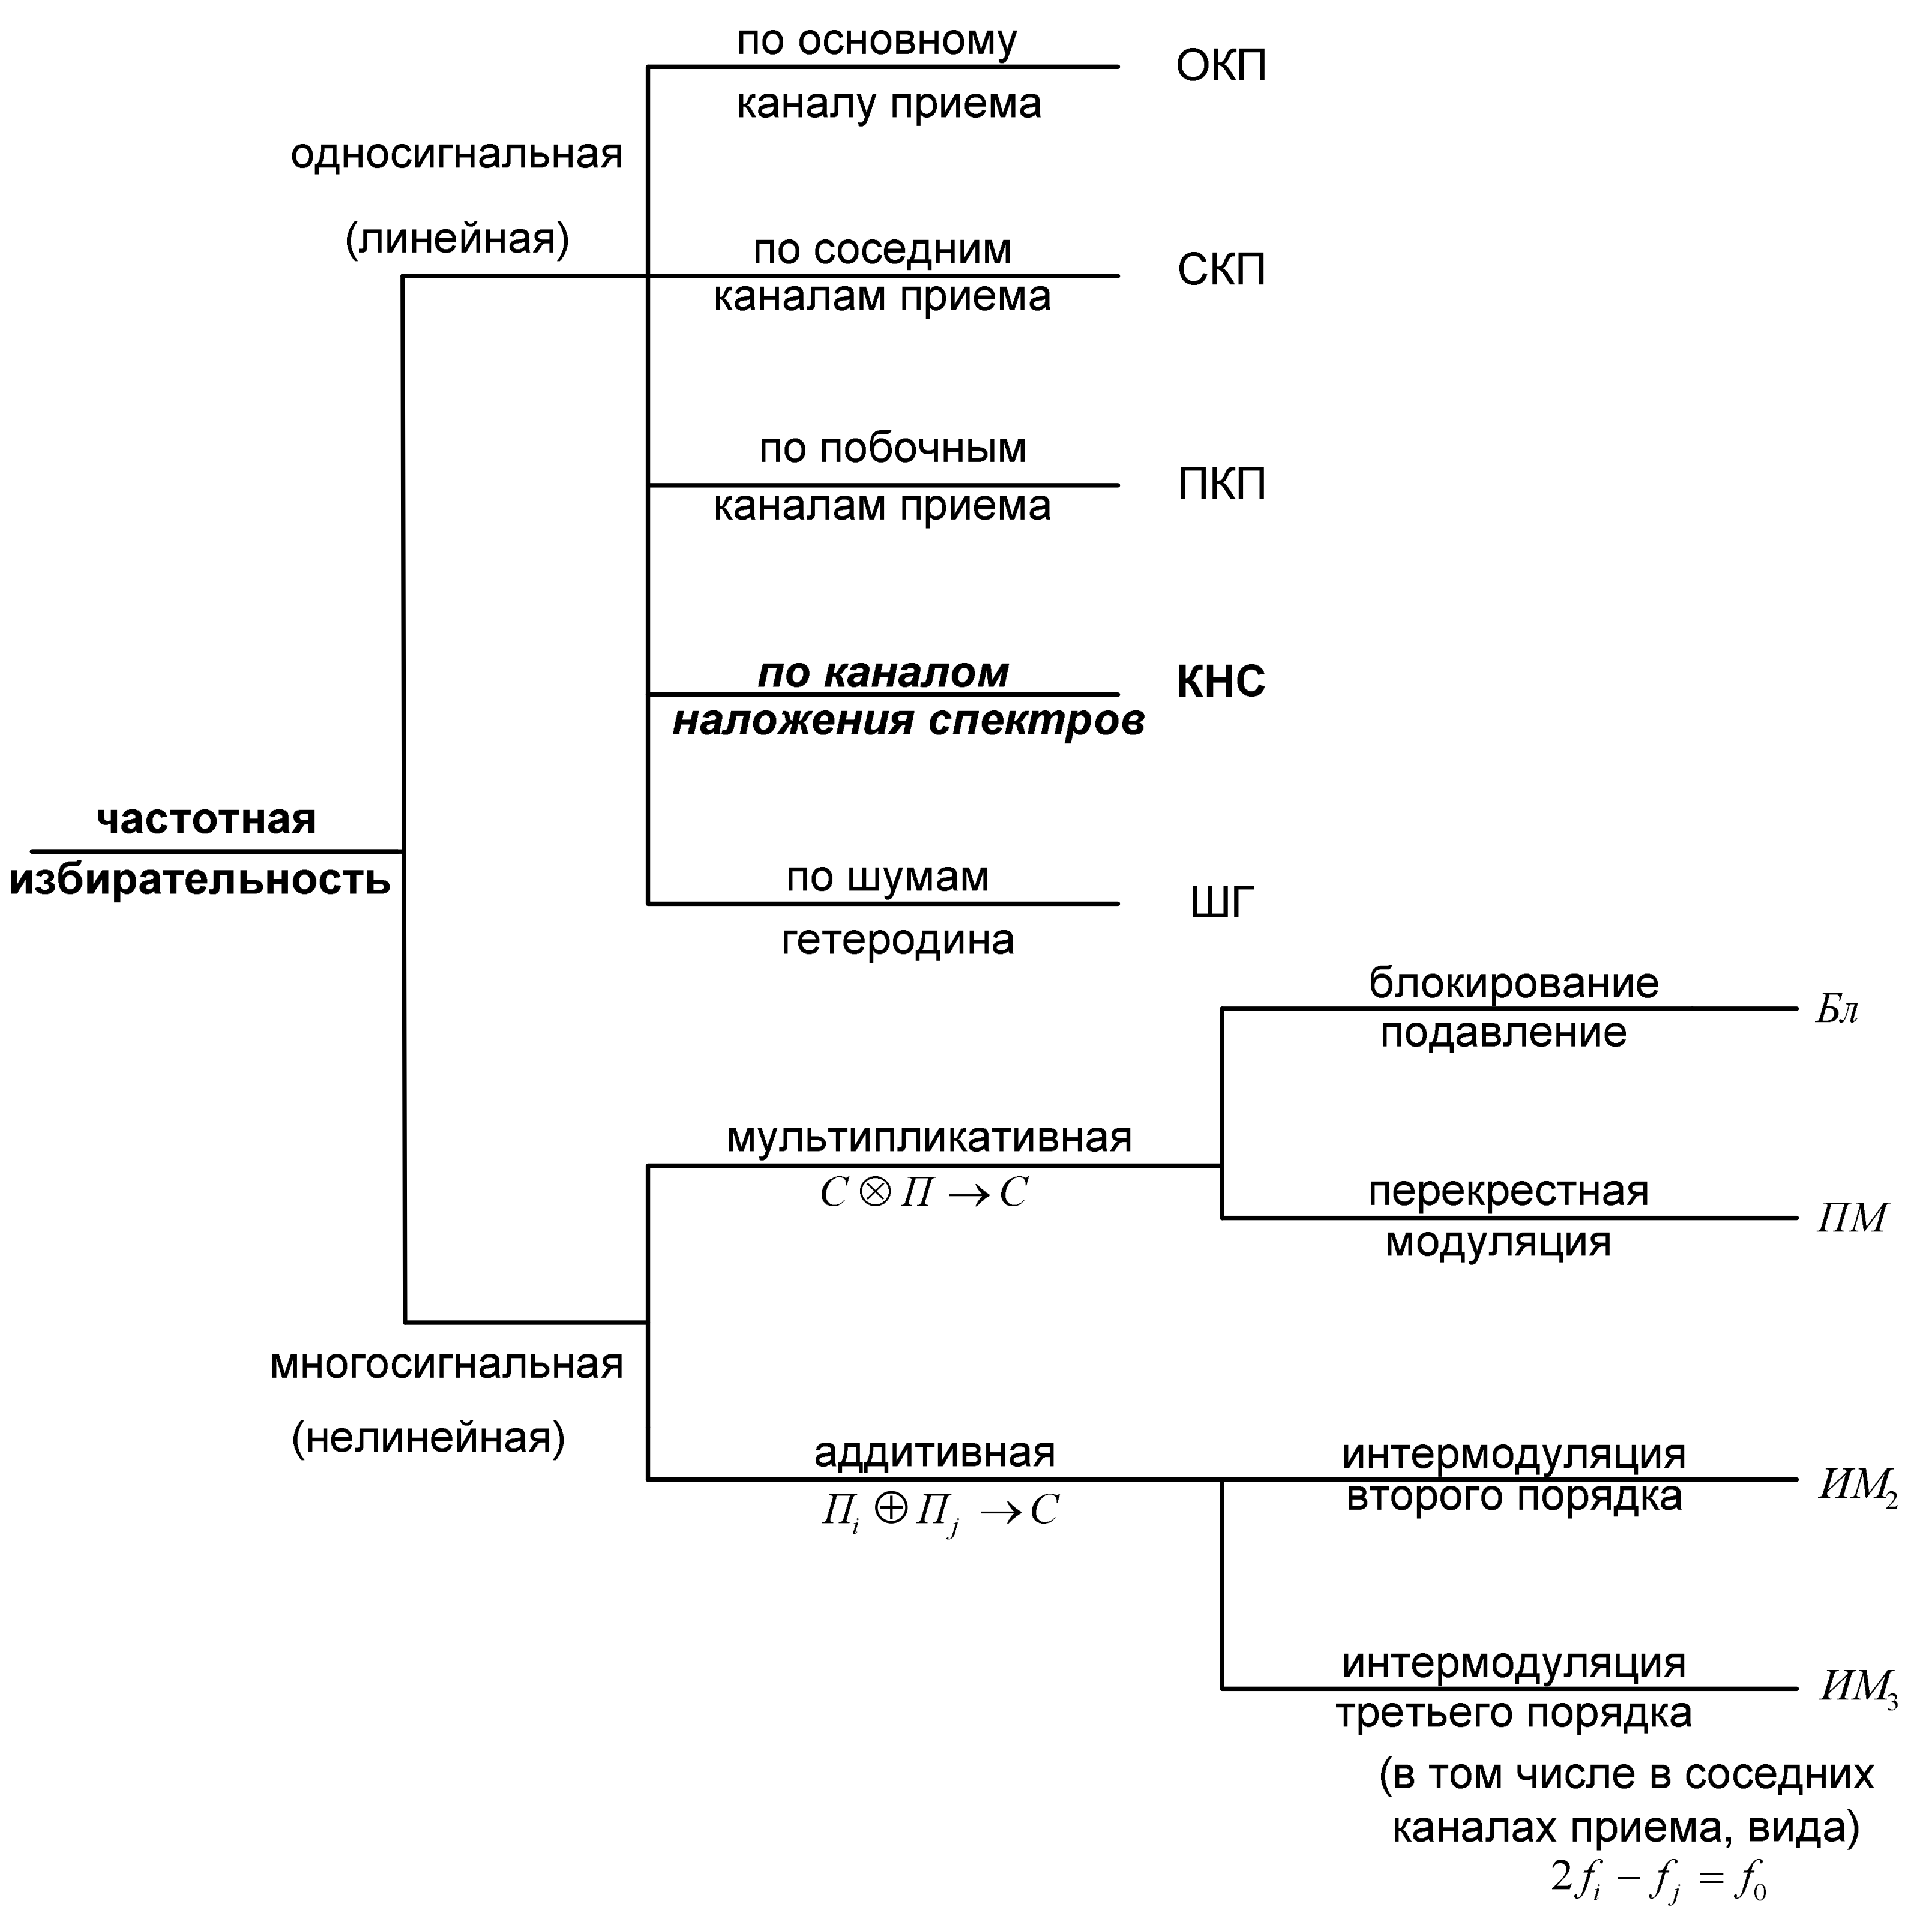 по основному
каналу приема
ОКП
односигнальная
(линейная)
по соседним
каналам приема
СКП
по побочным
каналам приема
ПКП
по каналом
наложения спектров
КНС
частотная
избирательность
по шумам
гетеродина
ШГ
блокирование
подавление
Бл
мультипликативная
С ⊗ П → С
перекрестная
модуляция
ПМ
многосигнальная
(нелинейная)
аддитивная
Пᵢ ⊕ Пⱼ → С
интермодуляция
второго порядка
ИМ₂
интермодуляция
третьего порядка
ИМ₃
(в том числе в соседних
каналах приема, вида)
2fᵢ − fⱼ = f₀